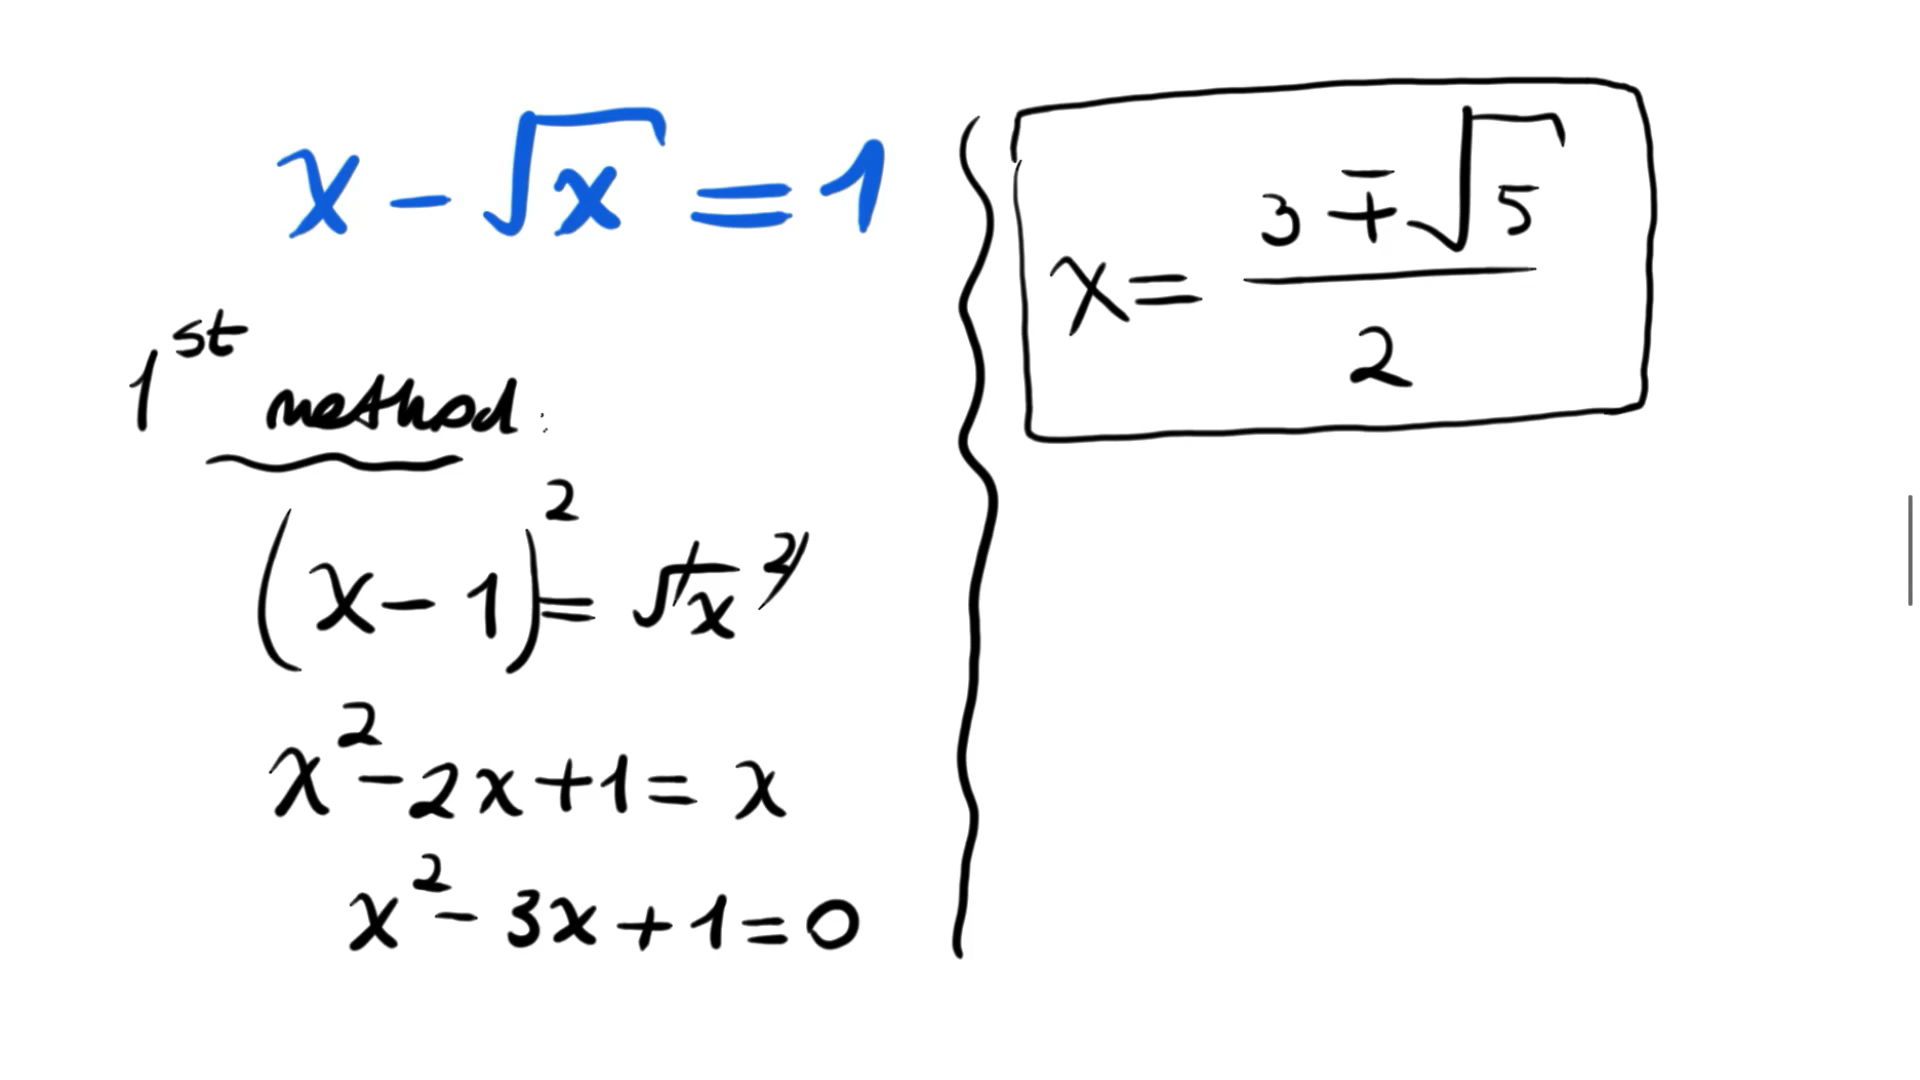 x - √x = 1
1st method:
(x - 1)² = √x²
x² - 2x + 1 = x
x² - 3x + 1 = 0
x = (3 ∓ √5) / 2